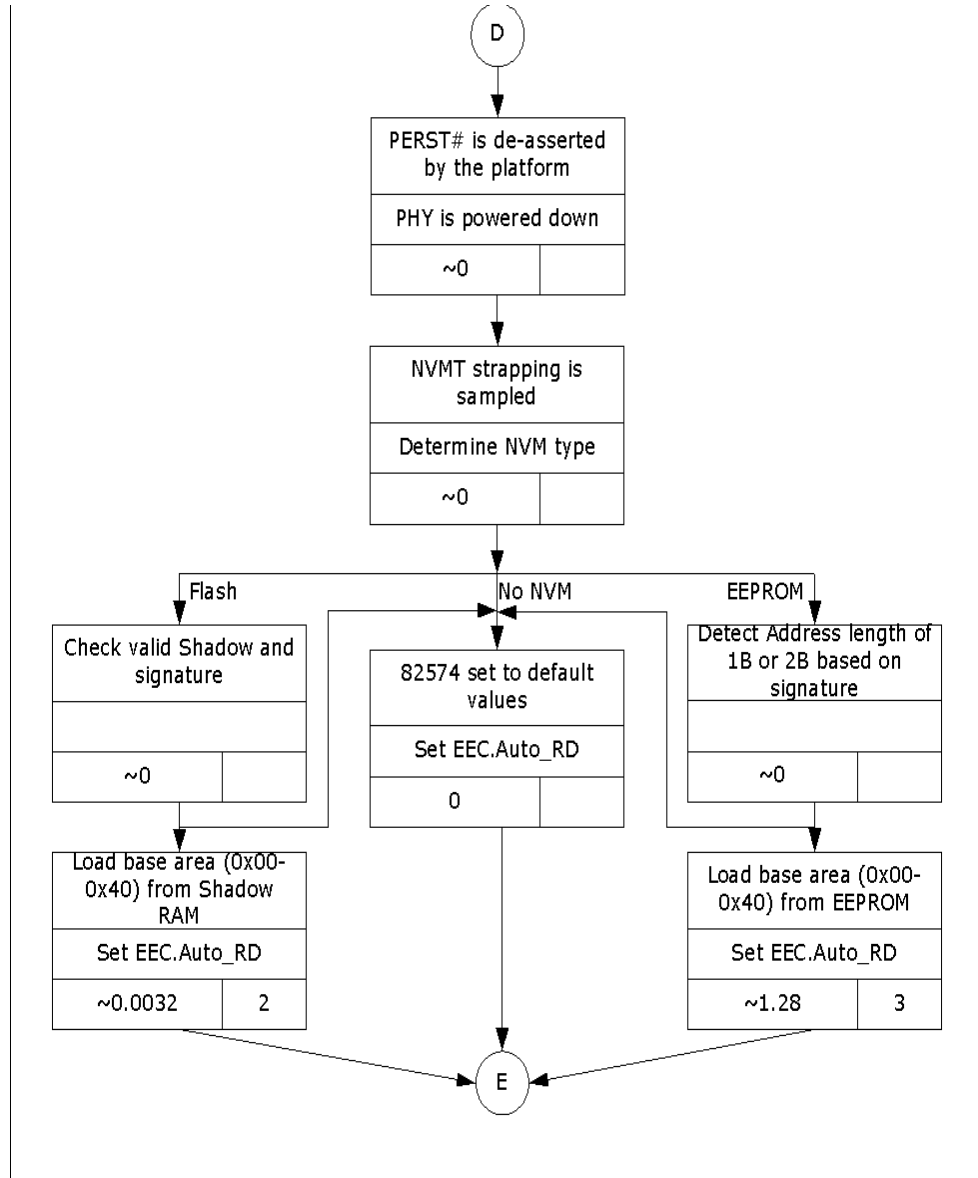 D
PERST# is de-asserted
by the platform
PHY is powered down
~0
NVMT strapping is
sampled
Determine NVM type
~0
Flash
No NVM
EEPROM
Check valid Shadow and
signature
~0
82574 set to default
values
Set EEC.Auto_RD
0
Detect Address length of
1B or 2B based on
signature
~0
Load base area (0x00-
0x40) from Shadow
RAM
Set EEC.Auto_RD
~0.0032
2
Load base area (0x00-
0x40) from EEPROM
Set EEC.Auto_RD
~1.28
3
E